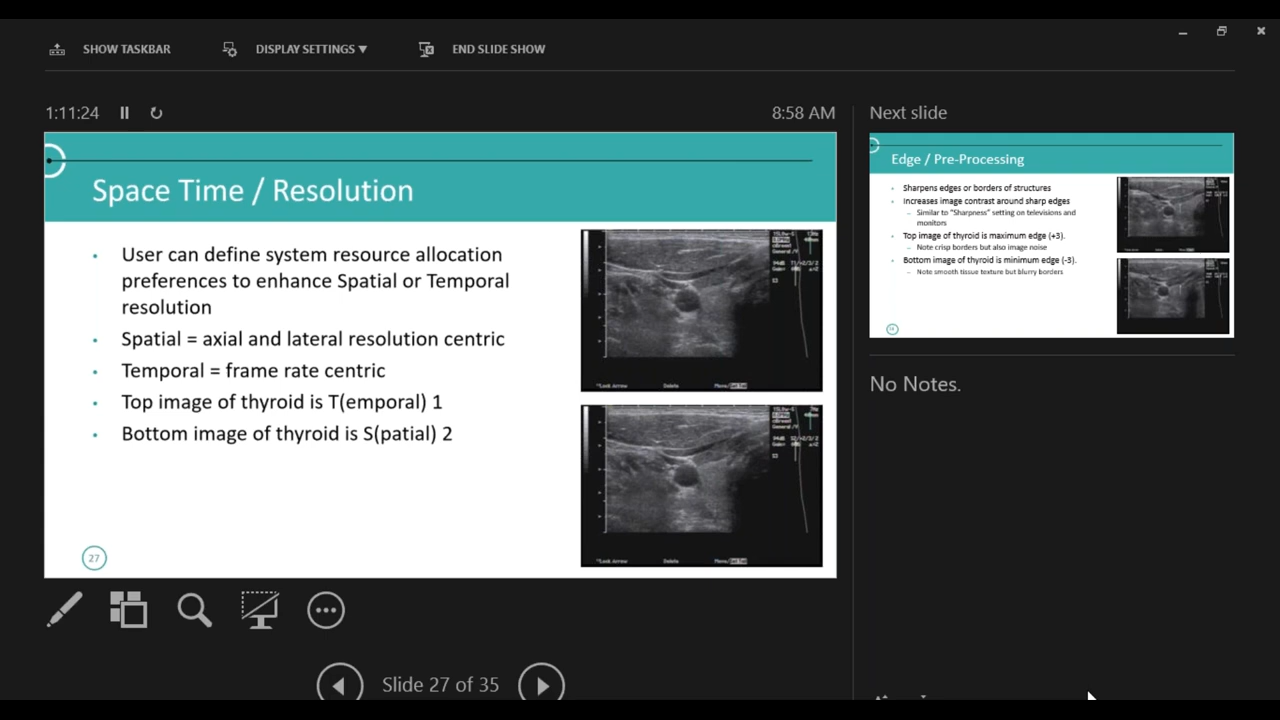 SHOW TASKBAR
DISPLAY SETTINGS ▼
END SLIDE SHOW
1:11:24
8:58 AM
Space Time / Resolution
• User can define system resource allocation
preferences to enhance Spatial or Temporal
resolution
• Spatial = axial and lateral resolution centric
• Temporal = frame rate centric
• Top image of thyroid is T(emporal) 1
• Bottom image of thyroid is S(patial) 2
27
Slide 27 of 35
Next slide
Edge / Pre-Processing
• Sharpens edges or borders of structures
• Increases image contrast around sharp edges
– Similar to "Sharpness" setting on televisions and
monitors
• Top image of thyroid is maximum edge (+3).
– Note crisp borders but also image noise
• Bottom image of thyroid is minimum edge (-3).
– Note smooth tissue texture but blurry borders
No Notes.